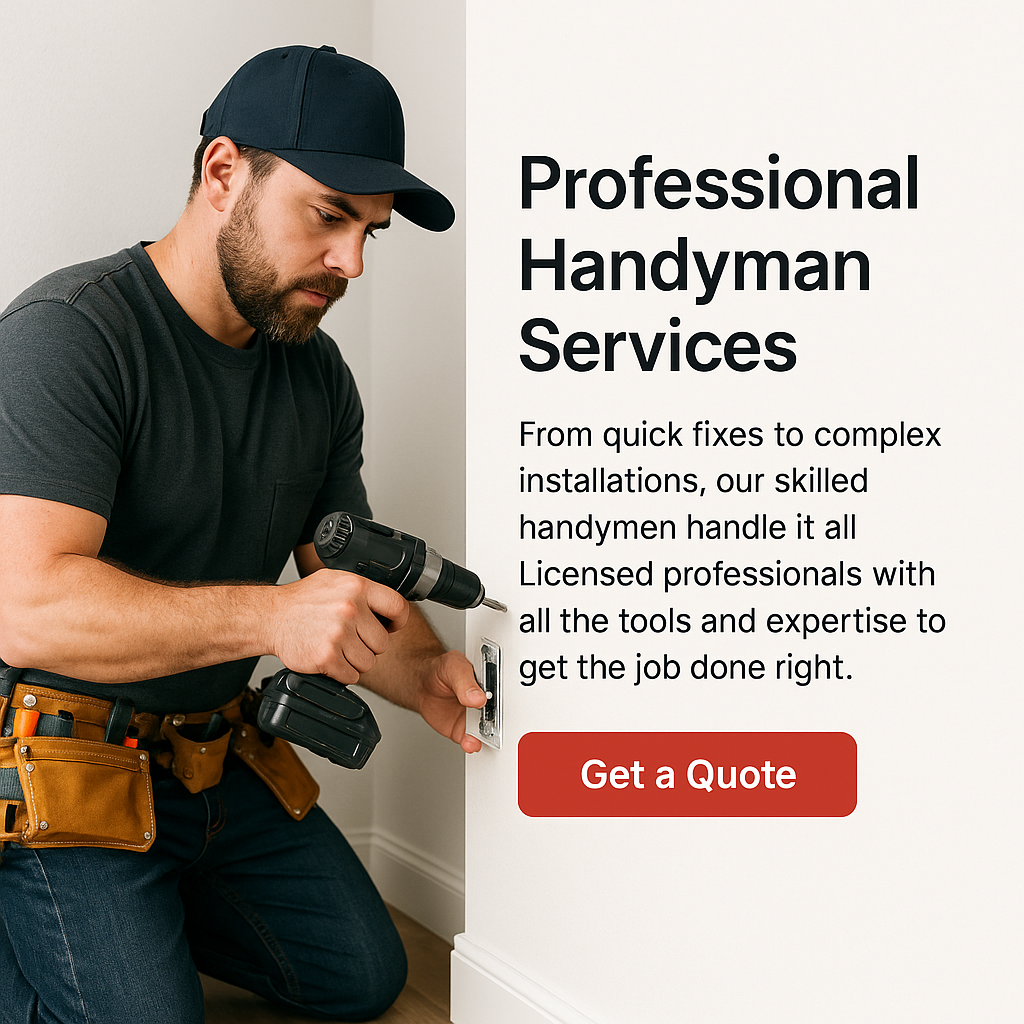 Professional
Handyman
Services
From quick fixes to complex
installations, our skilled
handymen handle it all
Licensed professionals with
all the tools and expertise to
get the job done right.
Get a Quote